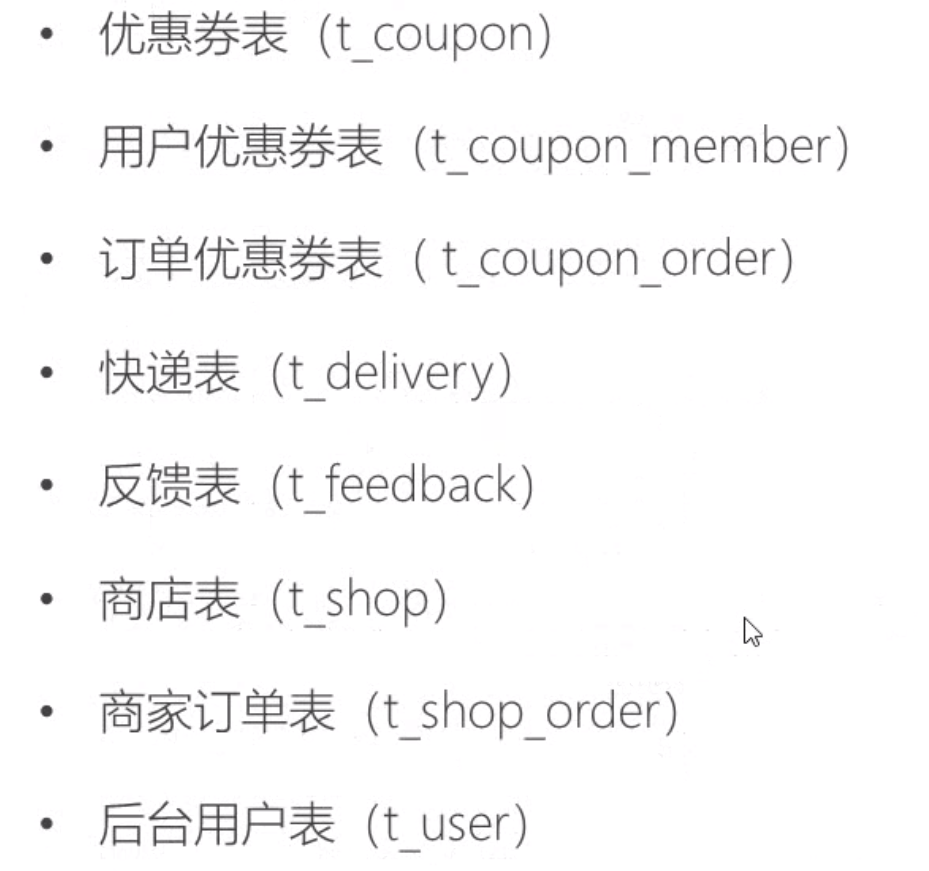 • 优惠券表（t_coupon）
• 用户优惠券表（t_coupon_member）
• 订单优惠券表（ t_coupon_order）
• 快递表（t_delivery）
• 反馈表（t_feedback）
• 商店表（t_shop）
• 商家订单表（t_shop_order）
• 后台用户表（t_user）